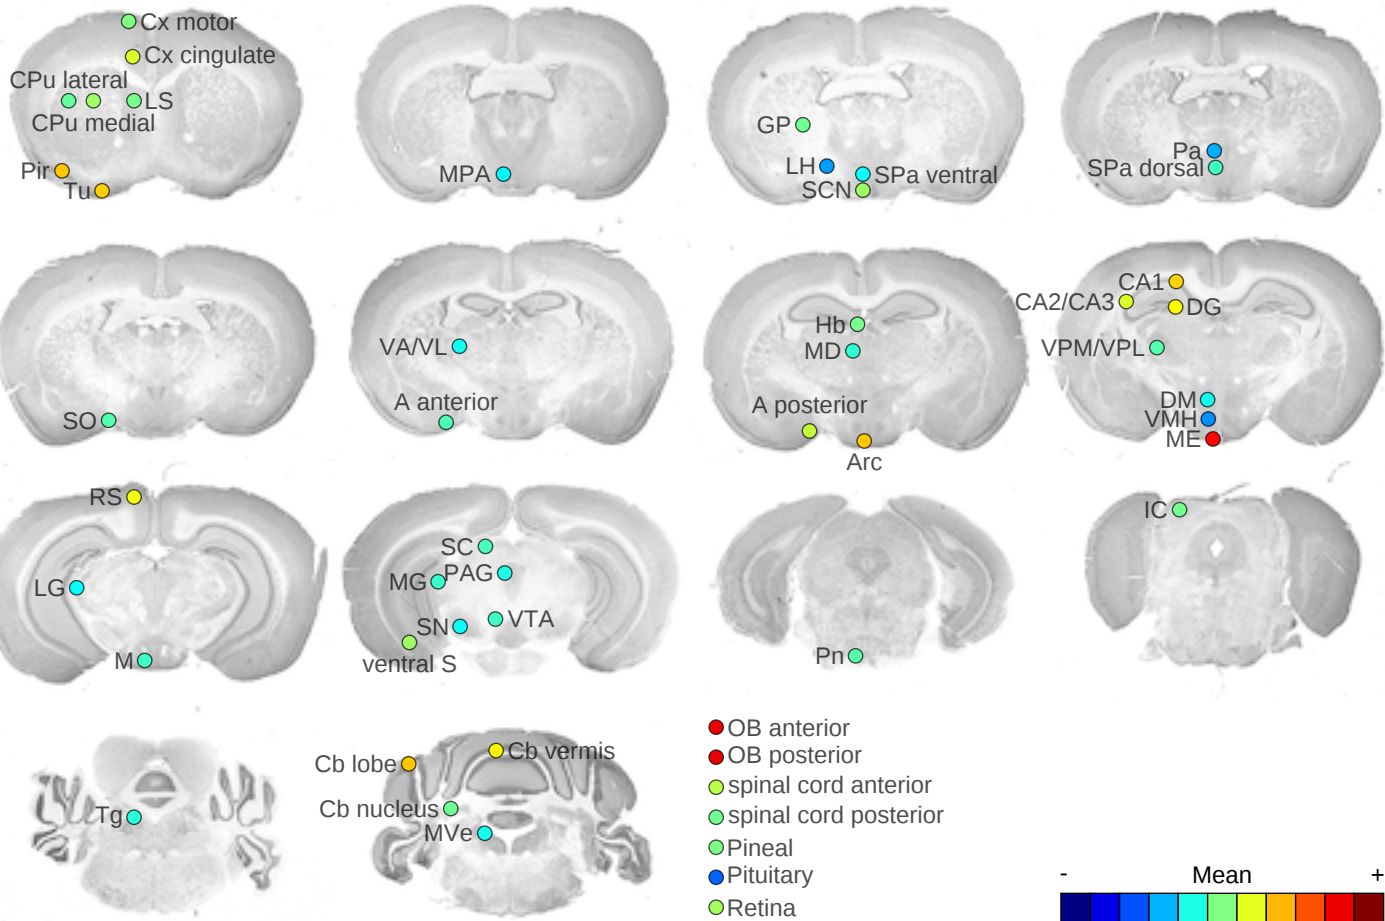 Cx motor
Cx cingulate
CPu lateral
LS
CPu medial
Pir
Tu
MPA
GP
LH
SPa ventral
SCN
Pa
SPa dorsal
SO
VA/VL
A anterior
Hb
MD
A posterior
Arc
CA1
CA2/CA3
DG
VPM/VPL
DM
VMH
ME
RS
LG
M
SC
PAG
MG
VTA
SN
ventral S
Pn
IC
Tg
Cb lobe
Cb vermis
Cb nucleus
MVe
OB anterior
OB posterior
spinal cord anterior
spinal cord posterior
Pineal
Pituitary
Retina
- Mean +